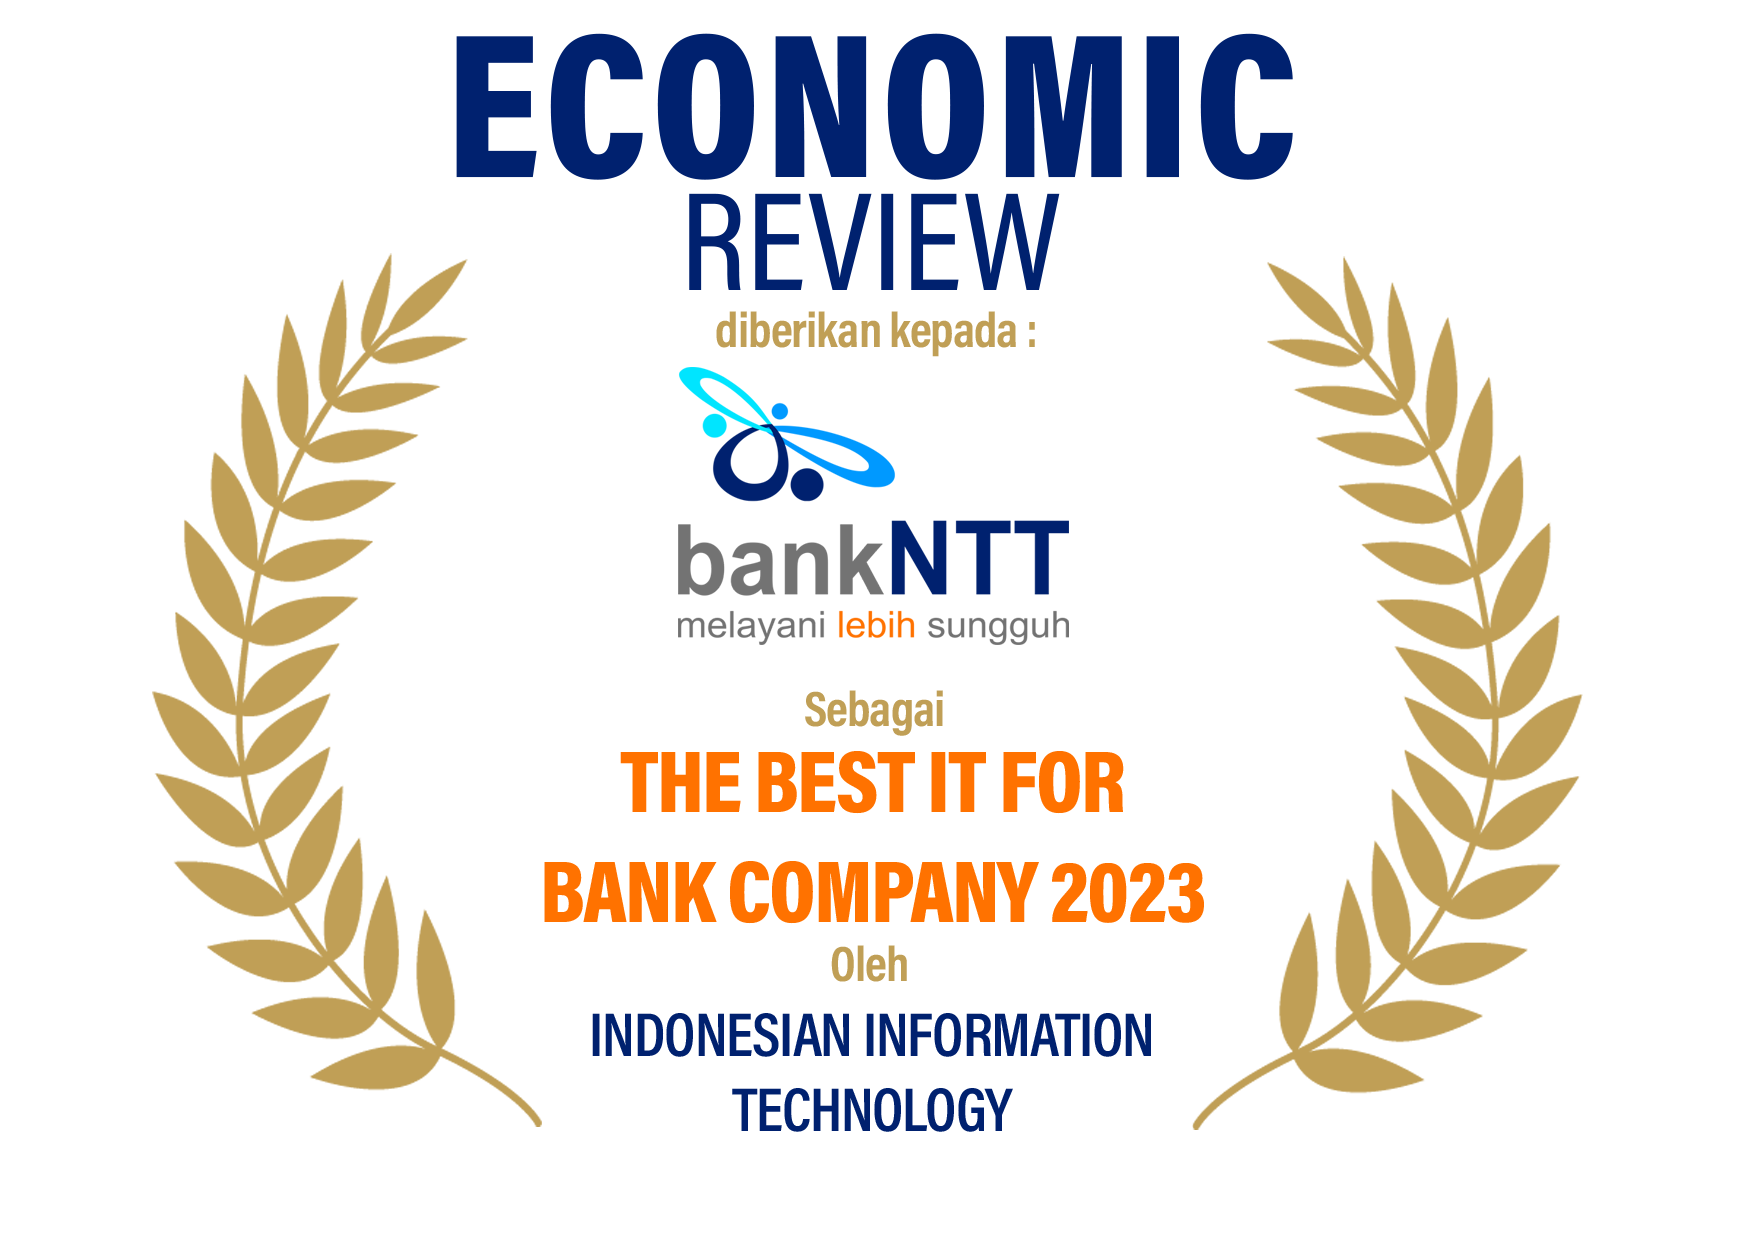 ECONOMIC
REVIEW
diberikan kepada :
bankNTT
melayani lebih sungguh
Sebagai
THE BEST IT FOR
BANK COMPANY 2023
Oleh
INDONESIAN INFORMATION
TECHNOLOGY